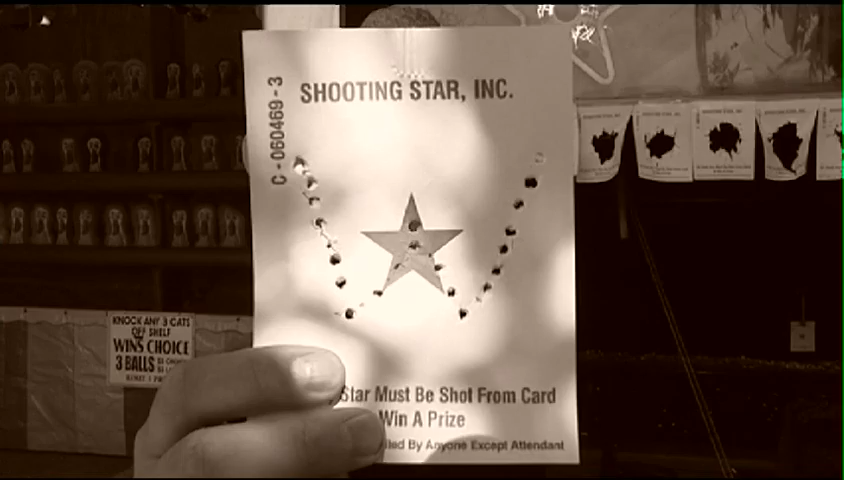 SHOOTING STAR, INC.
C-060469-3
Star Must Be Shot From Card
Win A Prize
By Anyone Except Attendant
KNOCK ANY 3 CATS
OFF SHELF
WINS CHOICE
3 BALLS